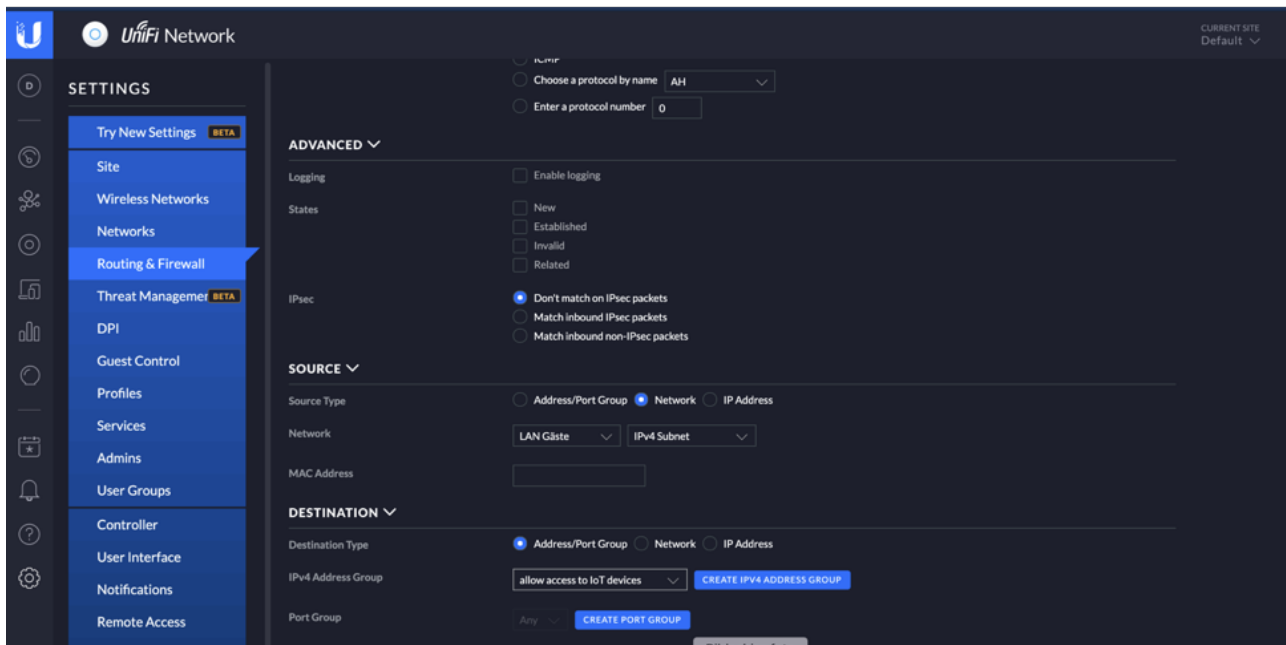 UniFi Network
CURRENT SITE
Default
SETTINGS
Try New Settings BETA
Site
Wireless Networks
Networks
Routing & Firewall
Threat Managemer BETA
DPI
Guest Control
Profiles
Services
Admins
User Groups
Controller
User Interface
Notifications
Remote Access
D
ICMP
Choose a protocol by name AH
Enter a protocol number 0
ADVANCED
Logging Enable logging
States New
Established
Invalid
Related
IPsec Don't match on IPsec packets
Match inbound IPsec packets
Match inbound non-IPsec packets
SOURCE
Source Type Address/Port Group Network IP Address
Network LAN Gäste IPv4 Subnet
MAC Address
DESTINATION
Destination Type Address/Port Group Network IP Address
IPv4 Address Group allow access to IoT devices CREATE IPV4 ADDRESS GROUP
Port Group Any CREATE PORT GROUP